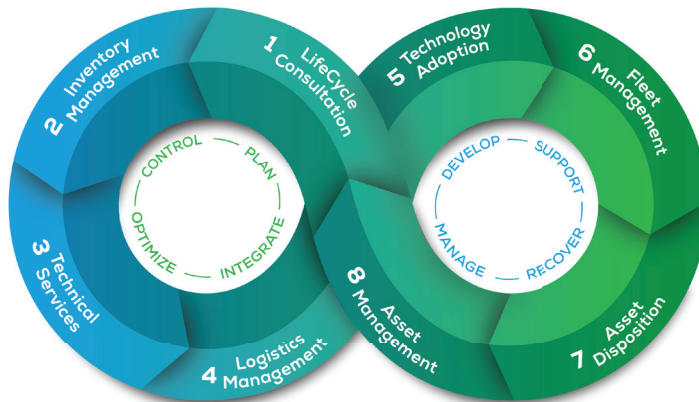 1 LifeCycle
Consultation
2 Inventory
Management
3 Technical
Services
4 Logistics
Management
5 Technology
Adoption
6 Fleet
Management
7 Asset
Disposition
8 Asset
Management
CONTROL
PLAN
OPTIMIZE
INTEGRATE
DEVELOP
SUPPORT
MANAGE
RECOVER